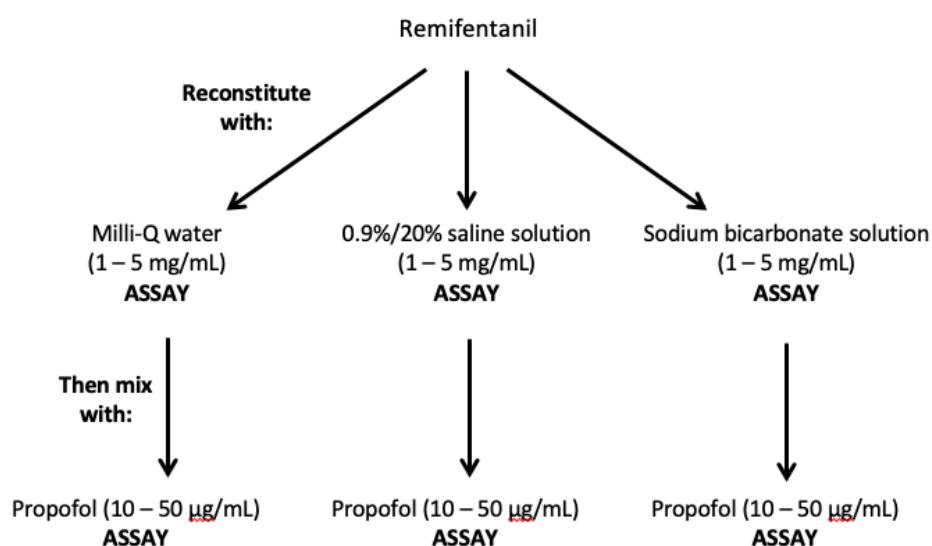 Remifentanil
Reconstitute
with:
Milli-Q water
(1 – 5 mg/mL)
ASSAY
0.9%/20% saline solution
(1 – 5 mg/mL)
ASSAY
Sodium bicarbonate solution
(1 – 5 mg/mL)
ASSAY
Then mix
with:
Propofol (10 – 50 µg/mL)
ASSAY
Propofol (10 – 50 µg/mL)
ASSAY
Propofol (10 – 50 µg/mL)
ASSAY